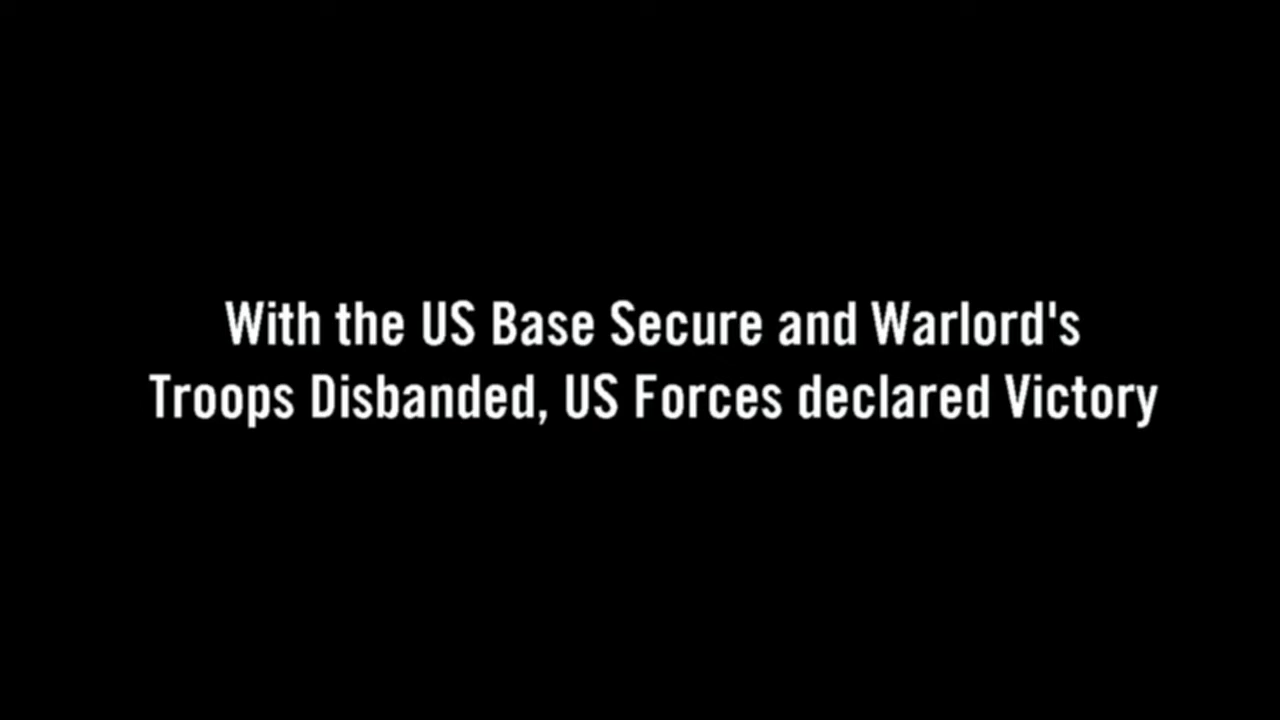 With the US Base Secure and Warlord's
Troops Disbanded, US Forces declared Victory